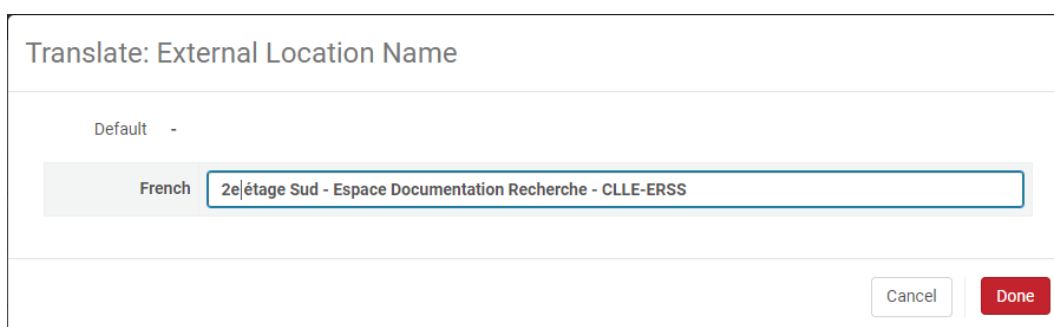 Translate: External Location Name
Default -
French 2e étage Sud - Espace Documentation Recherche - CLLE-ERSS
Cancel Done